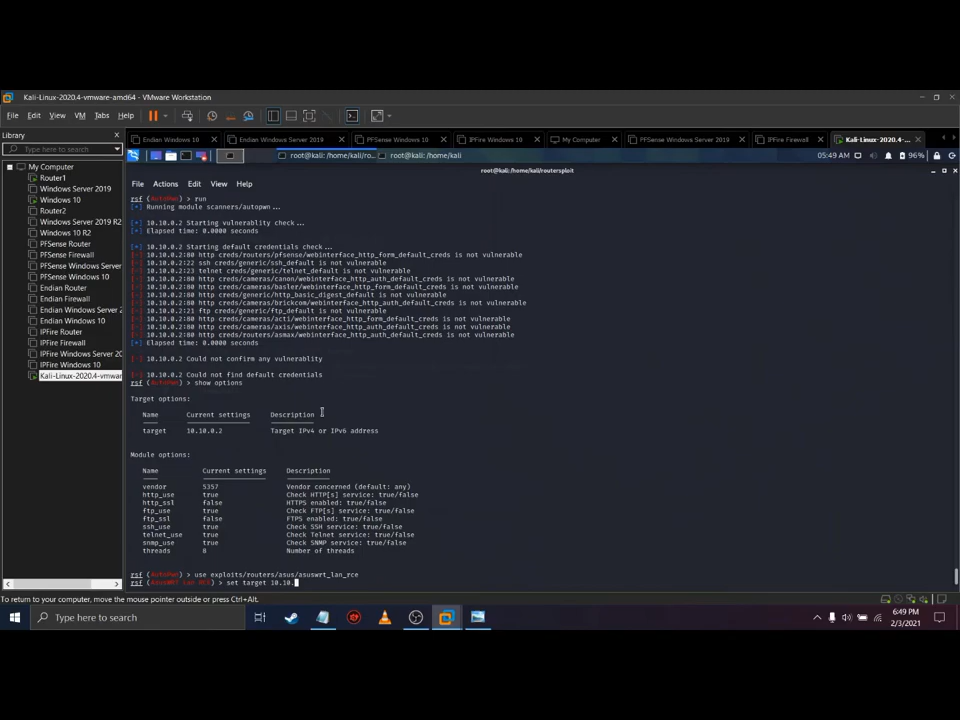 Kali-Linux-2020.4-vmware-amd64 - VMware Workstation
File Edit View VM Tabs Help
Library
Type here to search
My Computer
Router1
Windows Server 2019
Windows 10
Router2
Windows Server 2019 R2
Windows 10 R2
PFSense Router
PFSense Firewall
PFSense Windows Server
PFSense Windows 10
Endian Router
Endian Firewall
Endian Windows Server 20
Endian Windows 10
IPFire Router
IPFire Firewall
IPFire Windows Server 20
IPFire Windows 10
Kali-Linux-2020.4-vmwar
Endian Windows 10
Endian Windows Server 2019
PFSense Windows 10
IPFire Windows 10
My Computer
PFSense Windows Server 2019
IPFire Firewall
Kali-Linux-2020.4-...
root@kali: /home/kali/ro...
root@kali: /home/kali
05:49 AM
96%
root@kali: /home/kali/routersploit
File Actions Edit View Help
rsf (AutoPwn) > run
[*] Running module scanners/autopwn...
[*] 10.10.0.2 Starting vulnerablity check...
[*] Elapsed time: 0.0000 seconds
[*] 10.10.0.2 Starting default credentials check...
[-] 10.10.0.2:80 http creds/routers/pfsense/webinterface_http_form_default_creds is not vulnerable
[-] 10.10.0.2:22 ssh creds/generic/ssh_default is not vulnerable
[-] 10.10.0.2:23 telnet creds/generic/telnet_default is not vulnerable
[-] 10.10.0.2:80 http creds/cameras/canon/webinterface_http_auth_default_creds is not vulnerable
[-] 10.10.0.2:80 http creds/cameras/basler/webinterface_http_form_default_creds is not vulnerable
[-] 10.10.0.2:80 http creds/generic/http_basic_digest_default is not vulnerable
[-] 10.10.0.2:80 http creds/cameras/brickcom/webinterface_http_auth_default_creds is not vulnerable
[-] 10.10.0.2:21 ftp creds/generic/ftp_default is not vulnerable
[-] 10.10.0.2:80 http creds/cameras/acti/webinterface_http_form_default_creds is not vulnerable
[-] 10.10.0.2:80 http creds/cameras/axis/webinterface_http_auth_default_creds is not vulnerable
[-] 10.10.0.2:80 http creds/routers/asmax/webinterface_http_auth_default_creds is not vulnerable
[*] Elapsed time: 0.0000 seconds
[-] 10.10.0.2 Could not confirm any vulnerablity
[-] 10.10.0.2 Could not find default credentials
rsf (AutoPwn) > show options
Target options:
Name Current settings Description
target 10.10.0.2 Target IPv4 or IPv6 address
Module options:
Name Current settings Description
vendor 5357 Vendor concerned (default: any)
http_use true Check HTTP[s] service: true/false
http_ssl false HTTPS enabled: true/false
ftp_use true Check FTP[s] service: true/false
ftp_ssl false FTPS enabled: true/false
ssh_use true Check SSH service: true/false
telnet_use true Check Telnet service: true/false
snmp_use true Check SNMP service: true/false
threads 8 Number of threads
rsf (AutoPwn) > use exploits/routers/asus/asuswrt_lan_rce
rsf (AsusWRT Lan RCE) > set target 10.10.
To return to your computer, move the mouse pointer outside or press Ctrl+Alt.
Type here to search
6:49 PM
2/3/2021